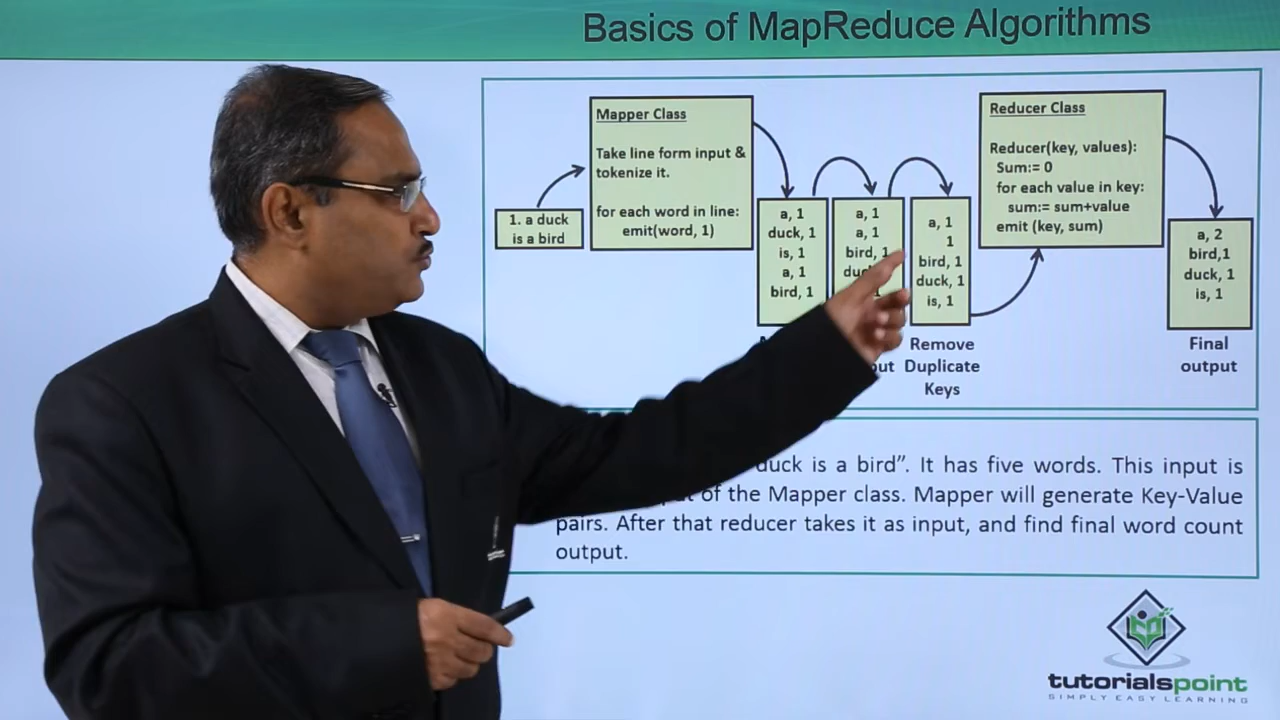 Basics of MapReduce Algorithms
1. a duck
is a bird
Mapper Class
Take line form input &
tokenize it.
for each word in line:
emit(word, 1)
a, 1
duck, 1
is, 1
a, 1
bird, 1
a, 1
a, 1
bird, 1
a, 1
1
bird, 1
duck, 1
is, 1
Remove
Duplicate
Keys
Reducer Class
Reducer(key, values):
Sum:= 0
for each value in key:
sum:= sum+value
emit (key, sum)
a, 2
bird,1
duck, 1
is, 1
Final
output
duck is a bird”. It has five words. This input is
of the Mapper class. Mapper will generate Key-Value
pairs. After that reducer takes it as input, and find final word count
output.
tutorialspoint
SIMPLY EASY LEARNING